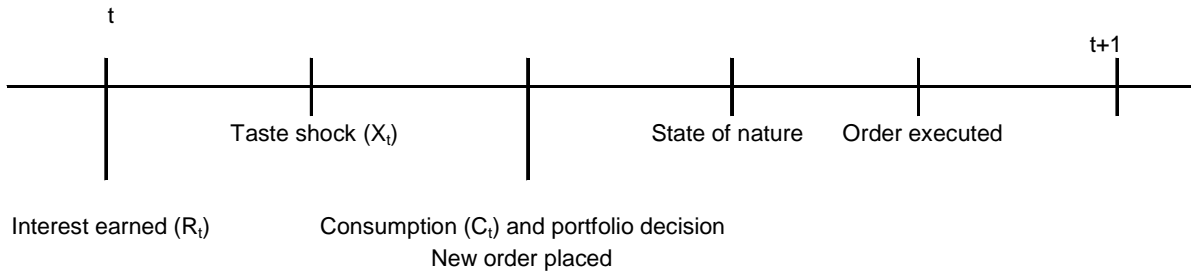 t
t+1
Taste shock (Xt)
State of nature
Order executed
Interest earned (Rt)
Consumption (Ct) and portfolio decision
New order placed